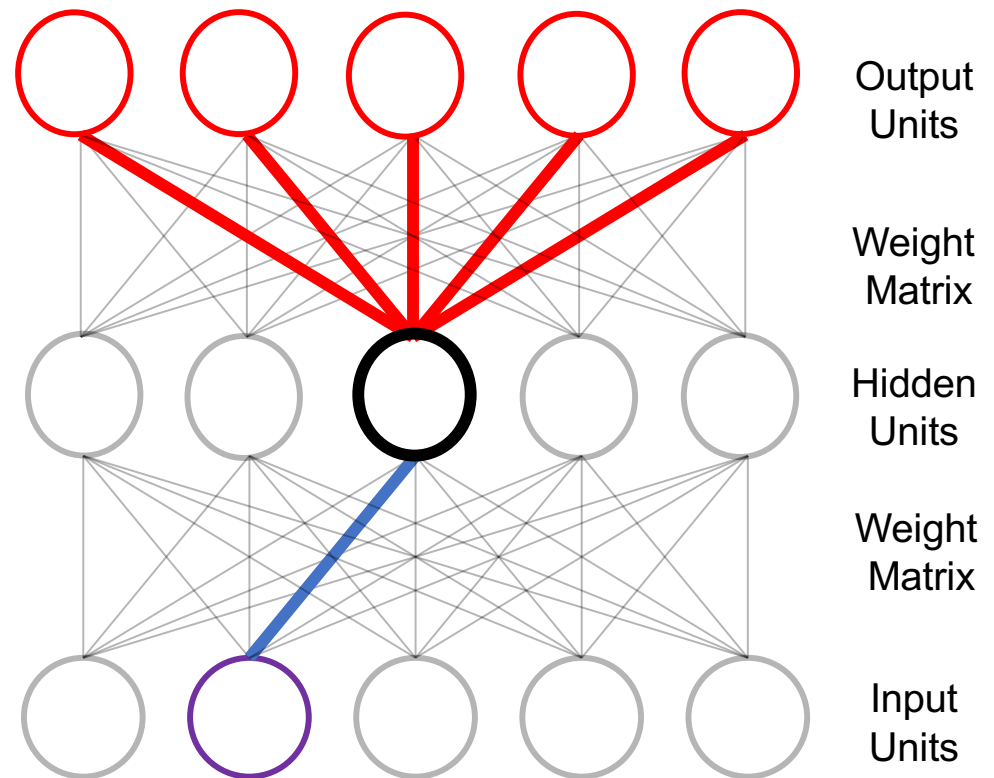 Output
Units
Weight
Matrix
Hidden
Units
Weight
Matrix
Input
Units